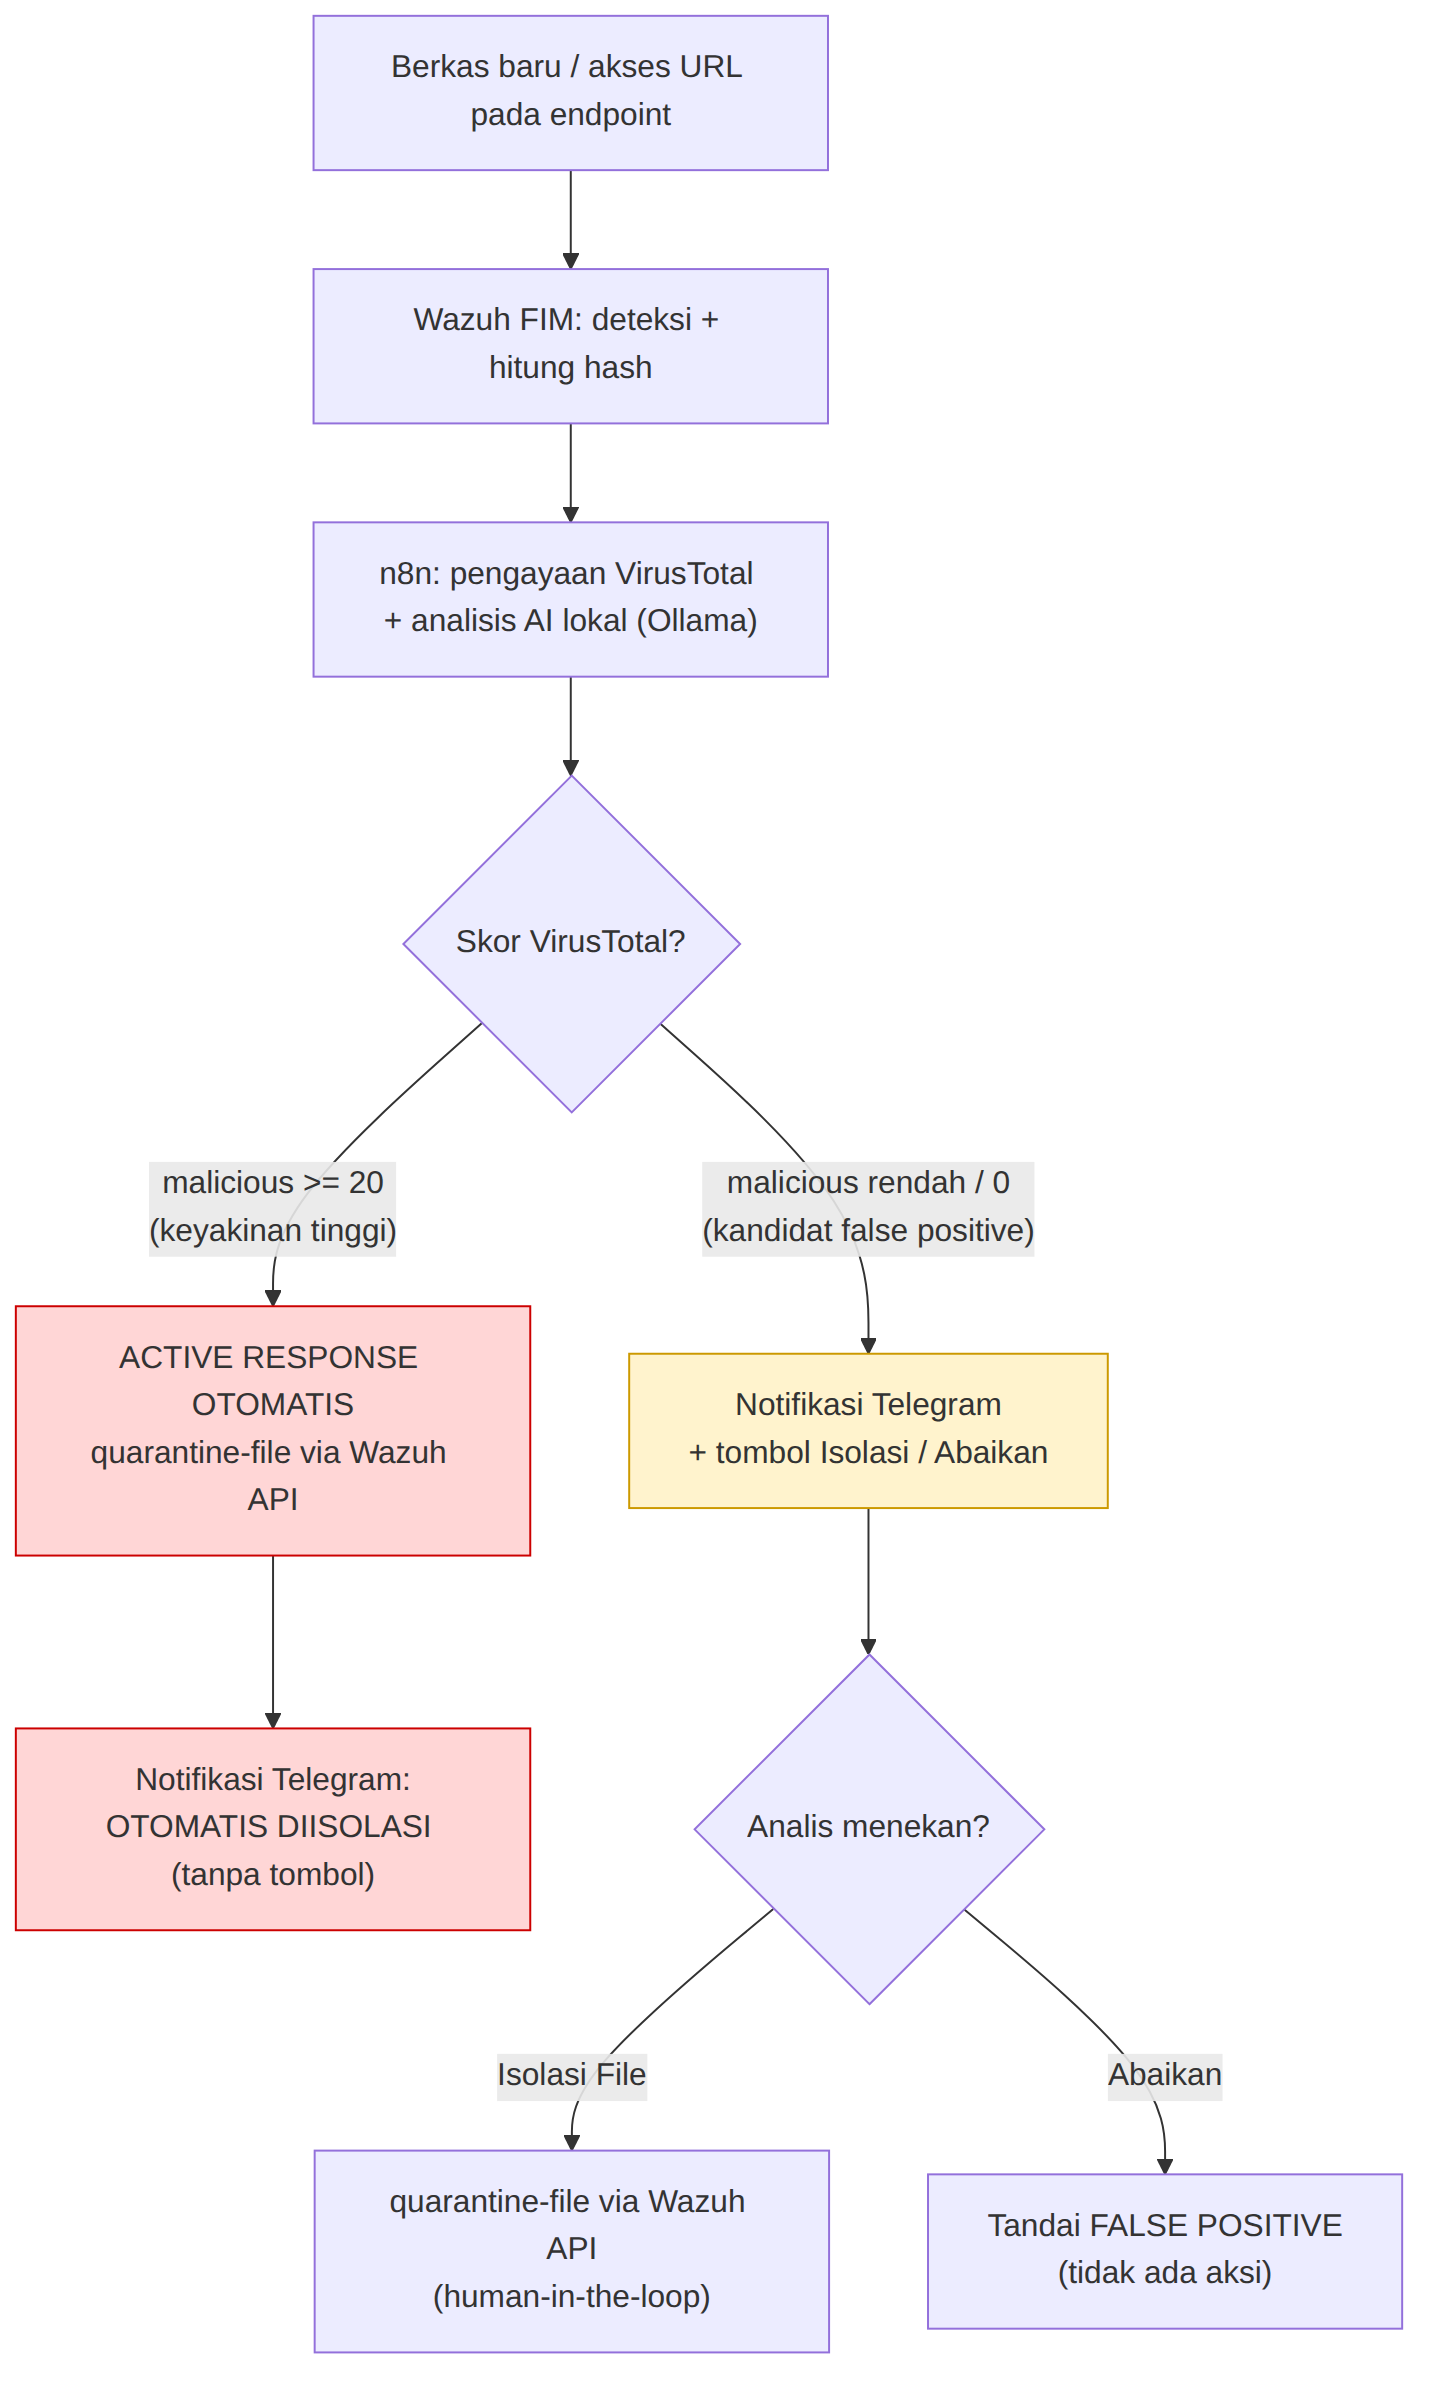 Berkas baru / akses URL
pada endpoint
Wazuh FIM: deteksi +
hitung hash
n8n: pengayaan VirusTotal
+ analisis AI lokal (Ollama)
Skor VirusTotal?
malicious >= 20
(keyakinan tinggi)
malicious rendah / 0
(kandidat false positive)
ACTIVE RESPONSE
OTOMATIS
quarantine-file via Wazuh
API
Notifikasi Telegram
+ tombol Isolasi / Abaikan
Notifikasi Telegram:
OTOMATIS DIISOLASI
(tanpa tombol)
Analis menekan?
Isolasi File
Abaikan
quarantine-file via Wazuh
API
(human-in-the-loop)
Tandai FALSE POSITIVE
(tidak ada aksi)